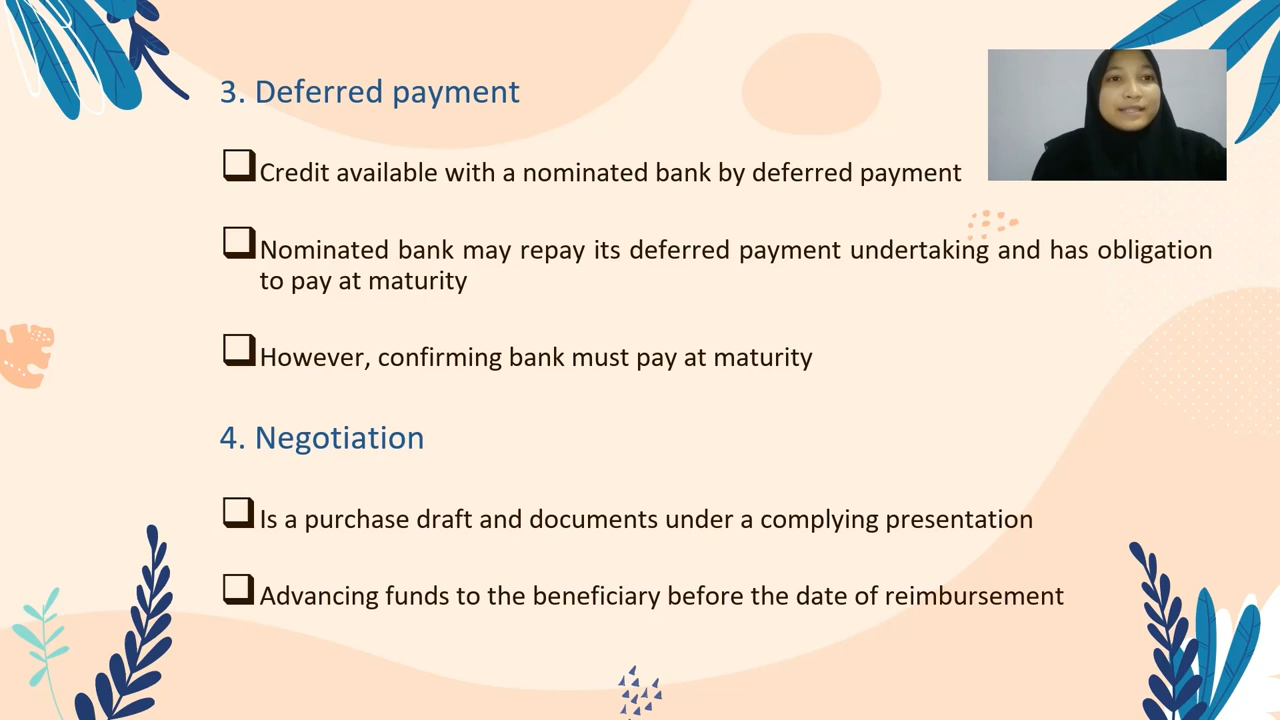 3. Deferred payment
Credit available with a nominated bank by deferred payment
Nominated bank may repay its deferred payment undertaking and has obligation
to pay at maturity
However, confirming bank must pay at maturity
4. Negotiation
Is a purchase draft and documents under a complying presentation
Advancing funds to the beneficiary before the date of reimbursement